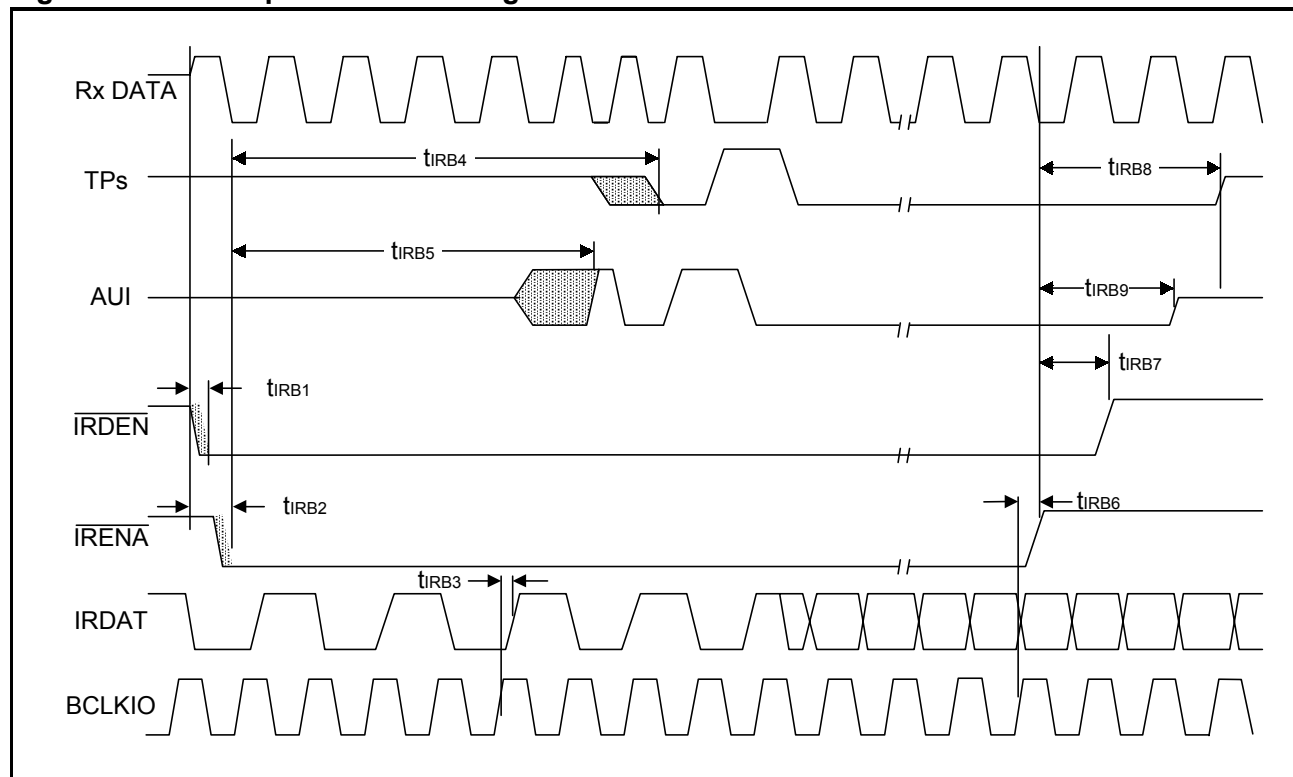 Rx DATA
tIRB4
tIRB8
TPs
tIRB5
tIRB9
AUI
tIRB7
tIRB1
IRDEN
tIRB2
tIRB6
IRENA
tIRB3
IRDAT
BCLKIO